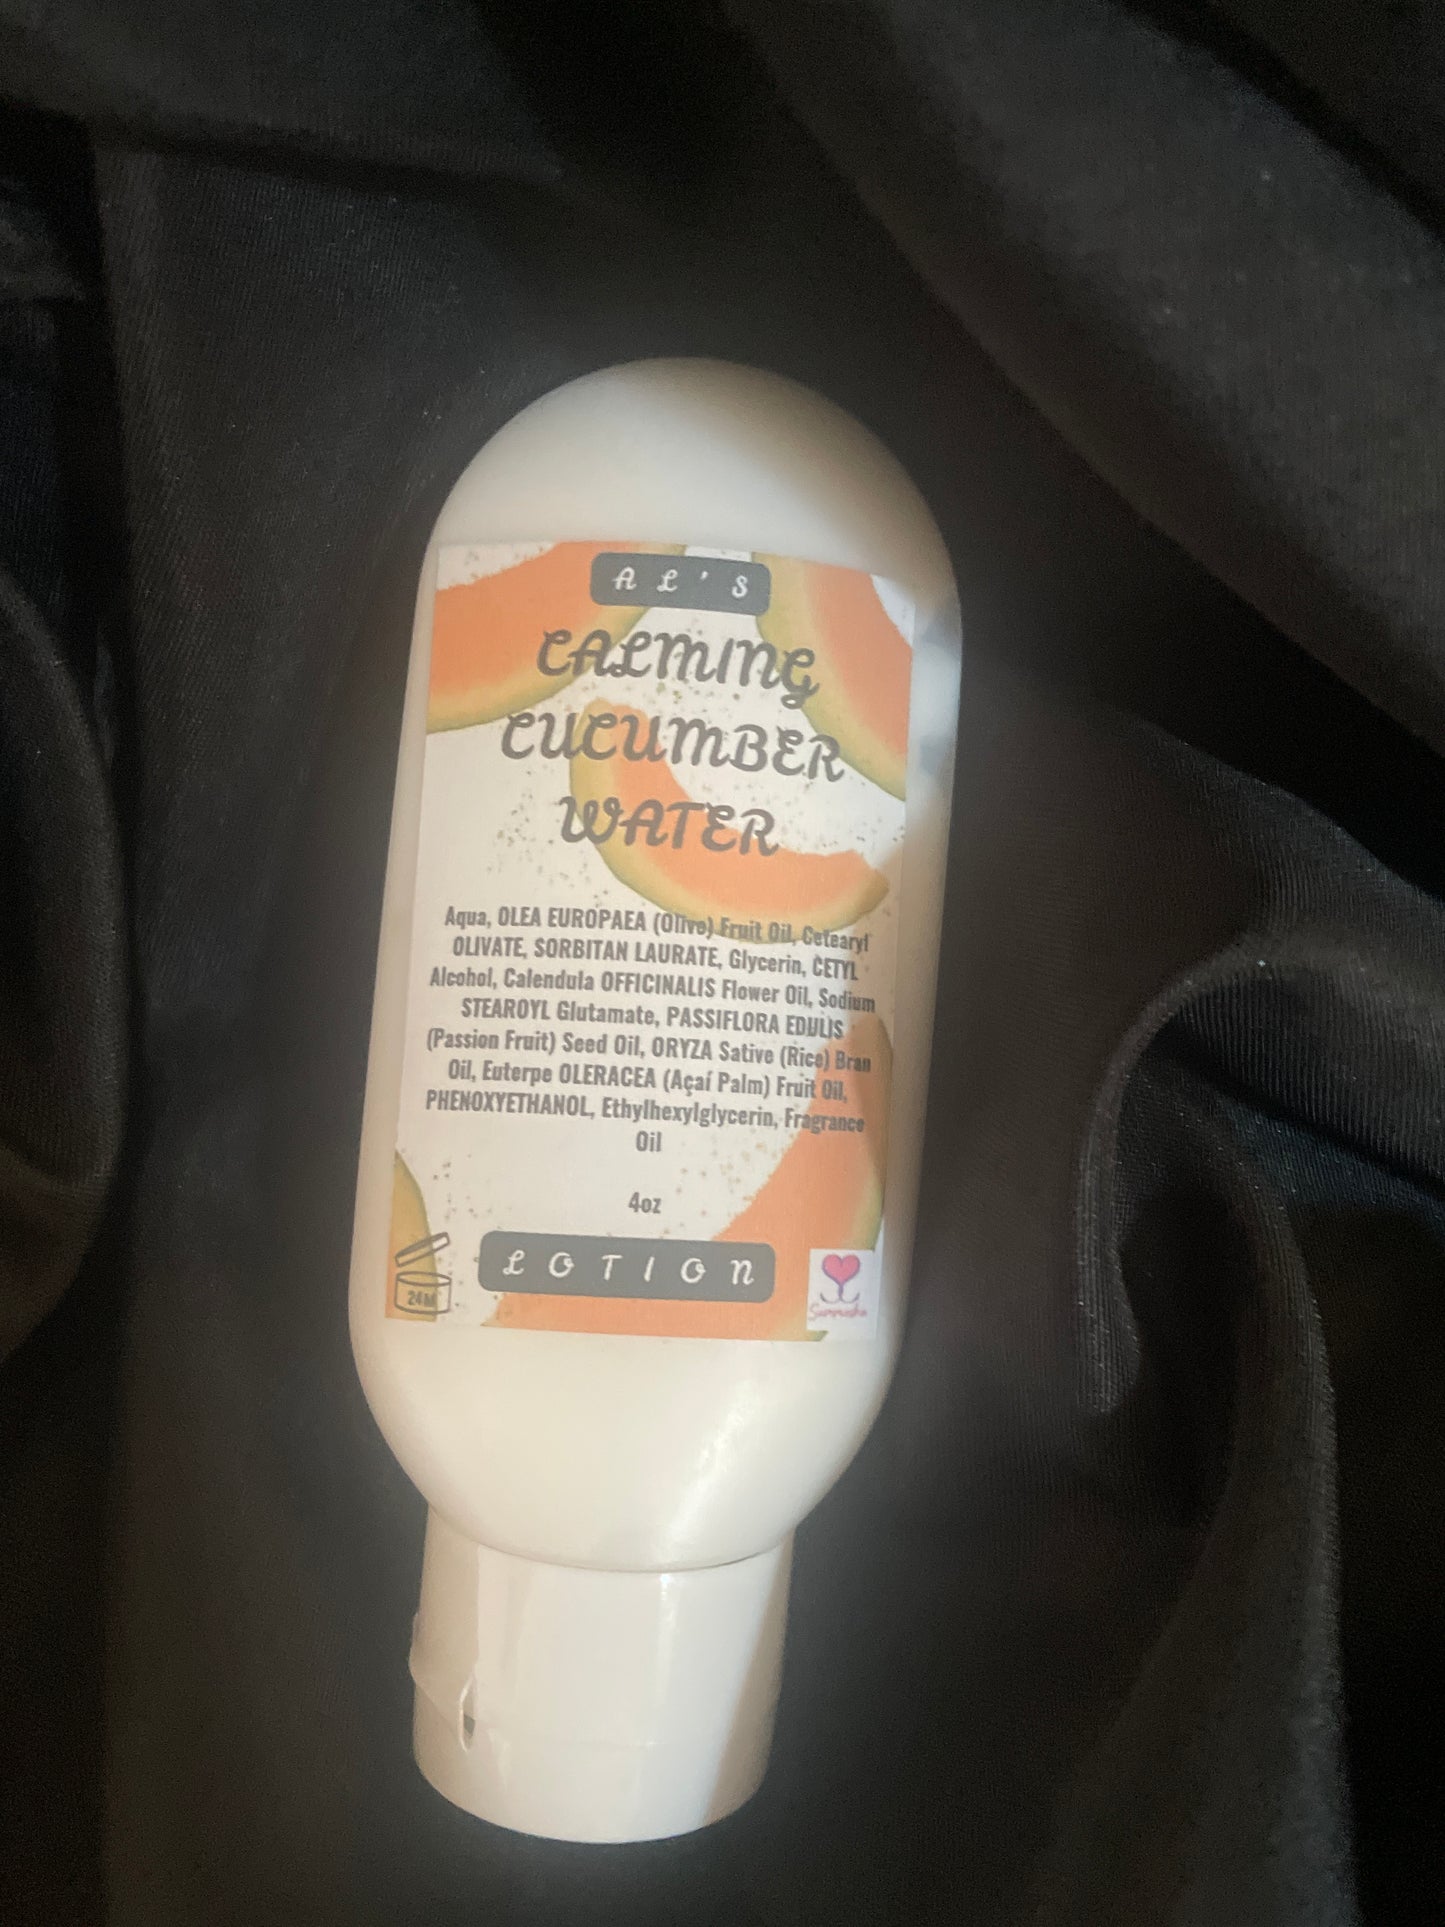 AL'S
CALMING
CUCUMBER
WATER
Aqua, OLEA EUROPAEA (Olive) Fruit Oil, Cetearyl
OLIVATE, SORBITAN LAURATE, Glycerin, CETYL
Alcohol, Calendula OFFICINALIS Flower Oil, Sodium
STEAROYL Glutamate, PASSIFLORA EDULIS
(Passion Fruit) Seed Oil, ORYZA Sative (Rice) Bran
Oil, Euterpe OLERACEA (Açaí Palm) Fruit Oil,
PHENOXYETHANOL, Ethylhexylglycerin, Fragrance
Oil
4oz
LOTION
24M